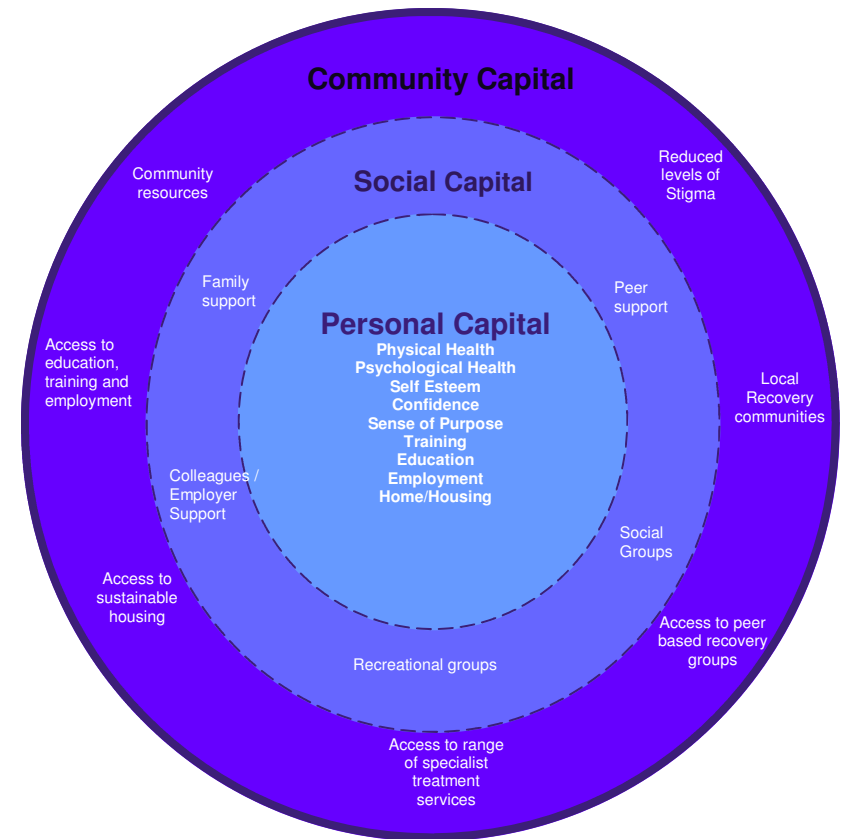 Community Capital
Community
resources
Reduced
levels of
Stigma
Social Capital
Family
support
Peer
support
Personal Capital
Physical Health
Psychological Health
Self Esteem
Confidence
Sense of Purpose
Training
Education
Employment
Home/Housing
Access to
education,
training and
employment
Local
Recovery
communities
Colleagues /
Employer
Support
Social
Groups
Access to
sustainable
housing
Access to peer
based recovery
groups
Recreational groups
Access to range
of specialist
treatment
services